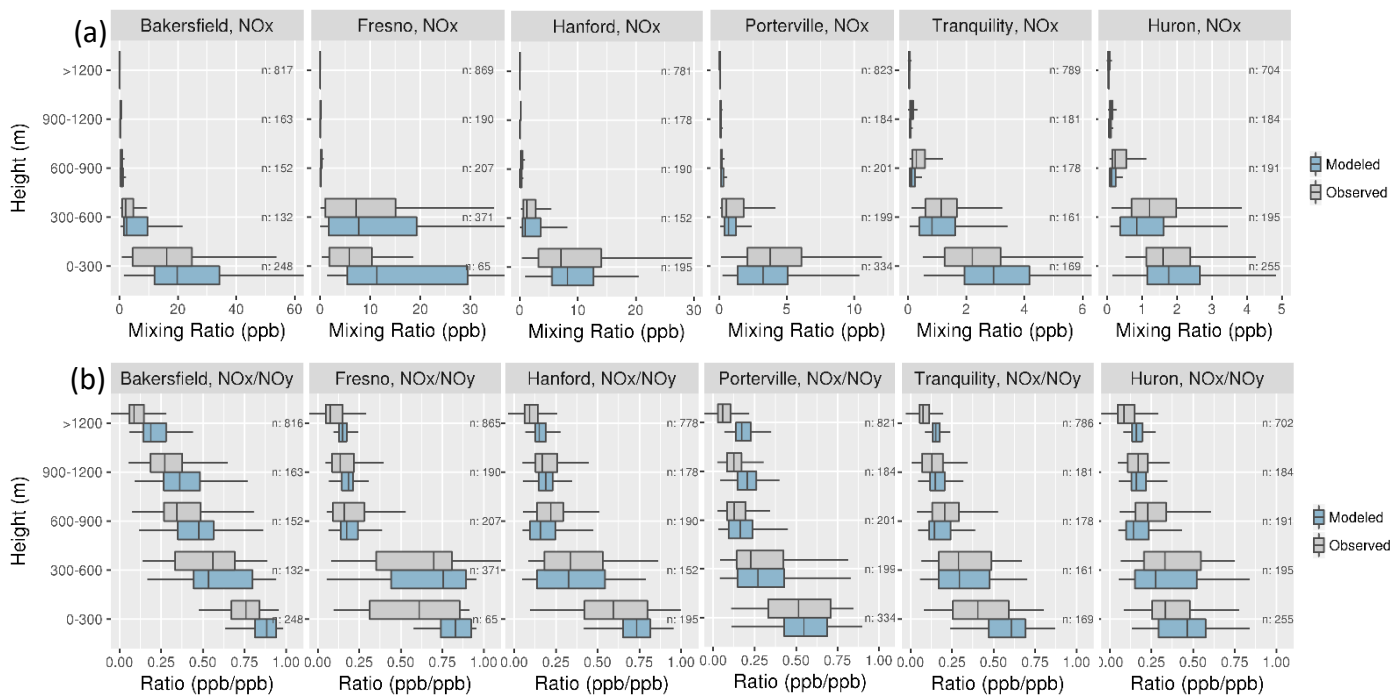 (a)
Bakersfield, NOx Fresno, NOx Hanford, NOx Porterville, NOx Tranquility, NOx Huron, NOx
>1200 n: 817 n: 869 n: 781 n: 823 n: 789 n: 704
900-1200 n: 163 n: 190 n: 178 n: 184 n: 181 n: 184
600-900 n: 152 n: 207 n: 190 n: 201 n: 178 n: 191
300-600 n: 132 n: 371 n: 152 n: 199 n: 161 n: 195
0-300 n: 248 n: 65 n: 195 n: 334 n: 169 n: 255
Height (m)
Modeled
Observed
0 20 40 60 0 10 20 30 0 10 20 30 0 5 10 0 2 4 6 0 1 2 3 4 5
Mixing Ratio (ppb) Mixing Ratio (ppb) Mixing Ratio (ppb) Mixing Ratio (ppb) Mixing Ratio (ppb) Mixing Ratio (ppb)
(b)
Bakersfield, NOx/NOy Fresno, NOx/NOy Hanford, NOx/NOy Porterville, NOx/NOy Tranquility, NOx/NOy Huron, NOx/NOy
>1200 n: 816 n: 865 n: 778 n: 821 n: 786 n: 702
900-1200 n: 163 n: 190 n: 178 n: 184 n: 181 n: 184
600-900 n: 152 n: 207 n: 190 n: 201 n: 178 n: 191
300-600 n: 132 n: 371 n: 152 n: 199 n: 161 n: 195
0-300 n: 248 n: 65 n: 195 n: 334 n: 169 n: 255
Height (m)
Modeled
Observed
0.00 0.25 0.50 0.75 1.00 0.00 0.25 0.50 0.75 1.00 0.00 0.25 0.50 0.75 1.00 0.00 0.25 0.50 0.75 1.00 0.00 0.25 0.50 0.75 1.00 0.00 0.25 0.50 0.75 1.00
Ratio (ppb/ppb) Ratio (ppb/ppb) Ratio (ppb/ppb) Ratio (ppb/ppb) Ratio (ppb/ppb) Ratio (ppb/ppb)